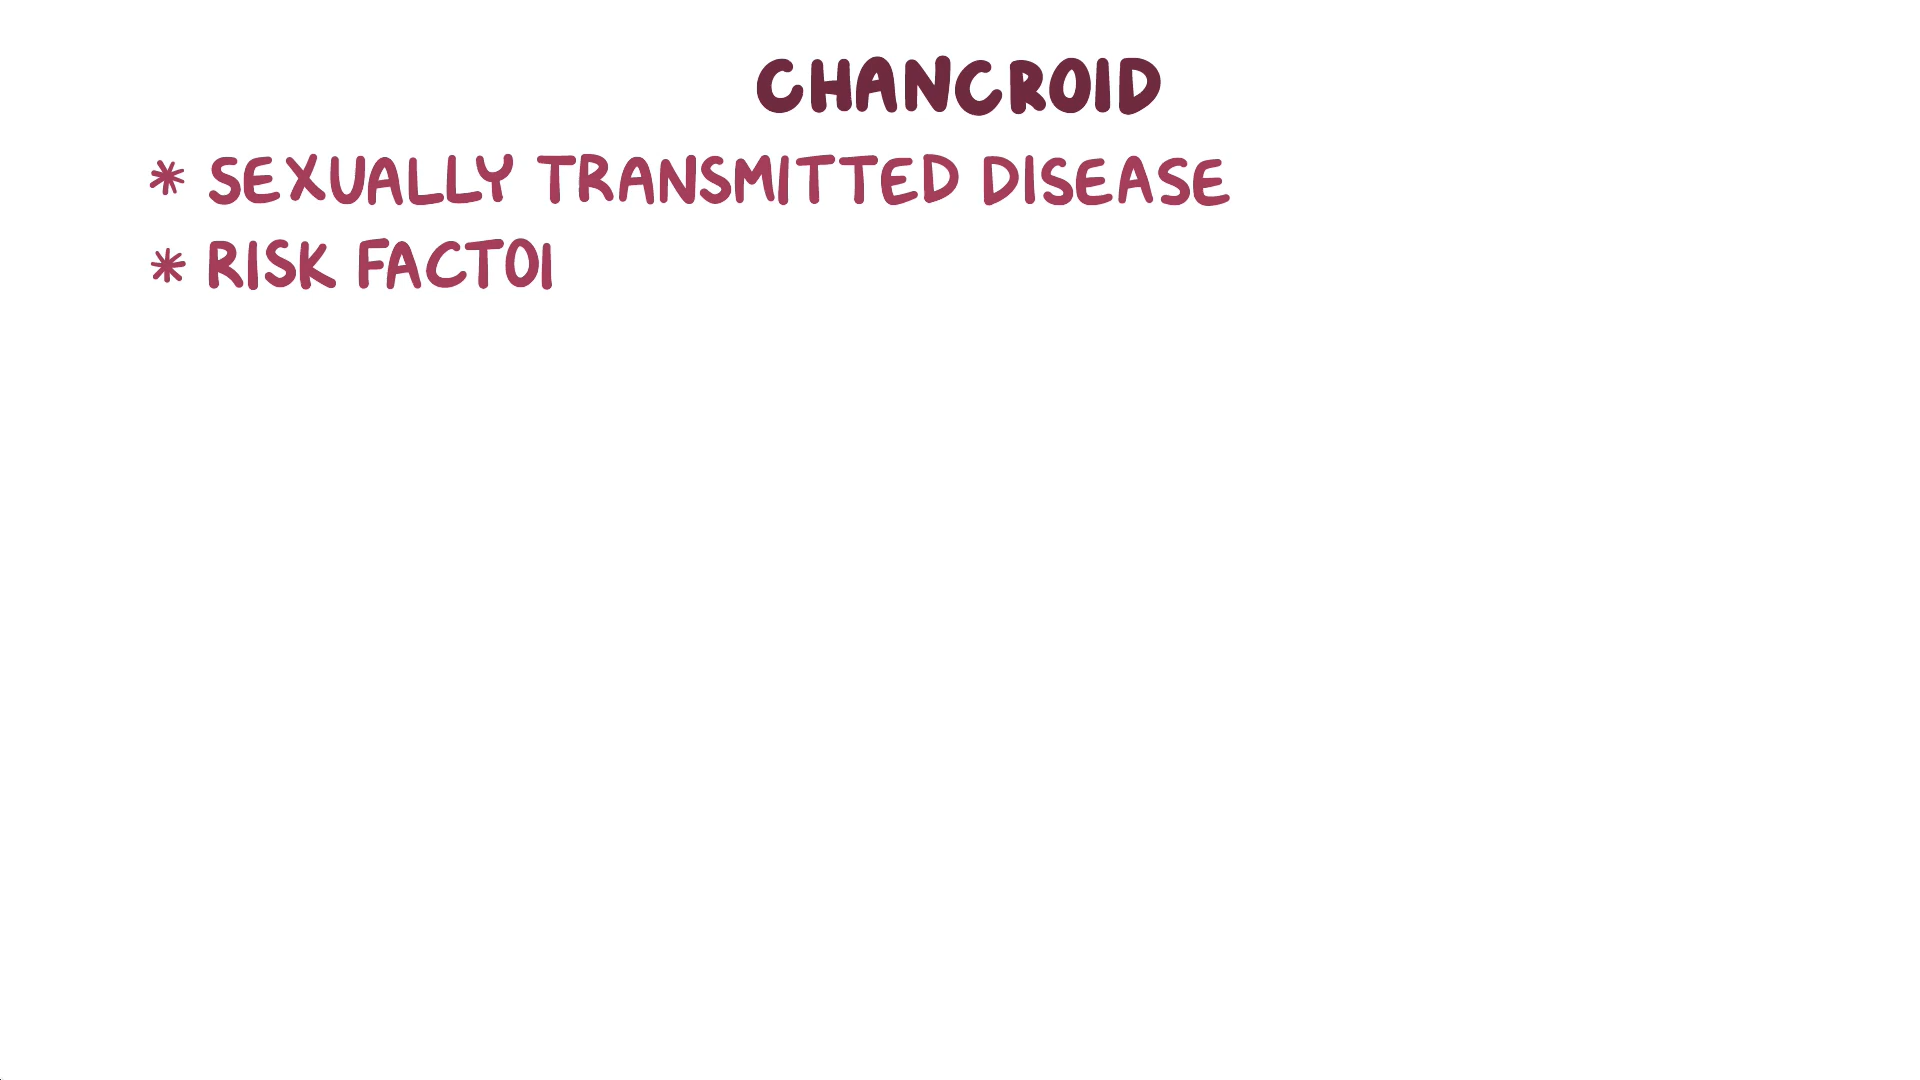 CHANCROID
* SEXUALLY TRANSMITTED DISEASE
* RISK FACTOI